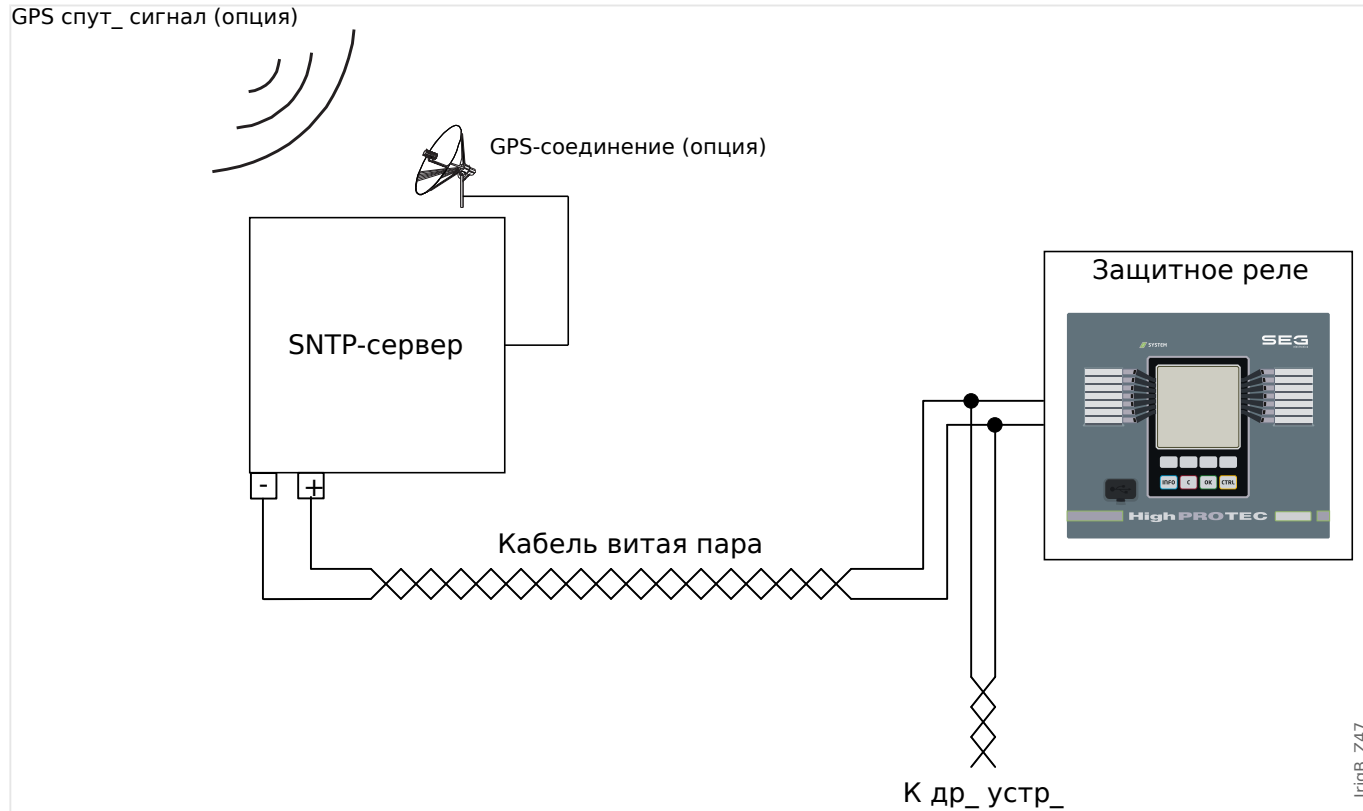 GPS спут_ сигнал (опция)
GPS-соединение (опция)
Защитное реле
SYSTEM
SEG
SNTP-сервер
INFO C OK CTRL
HighPROTEC
- +
Кабель витая пара
К др_ устр_
IrigB_Z47